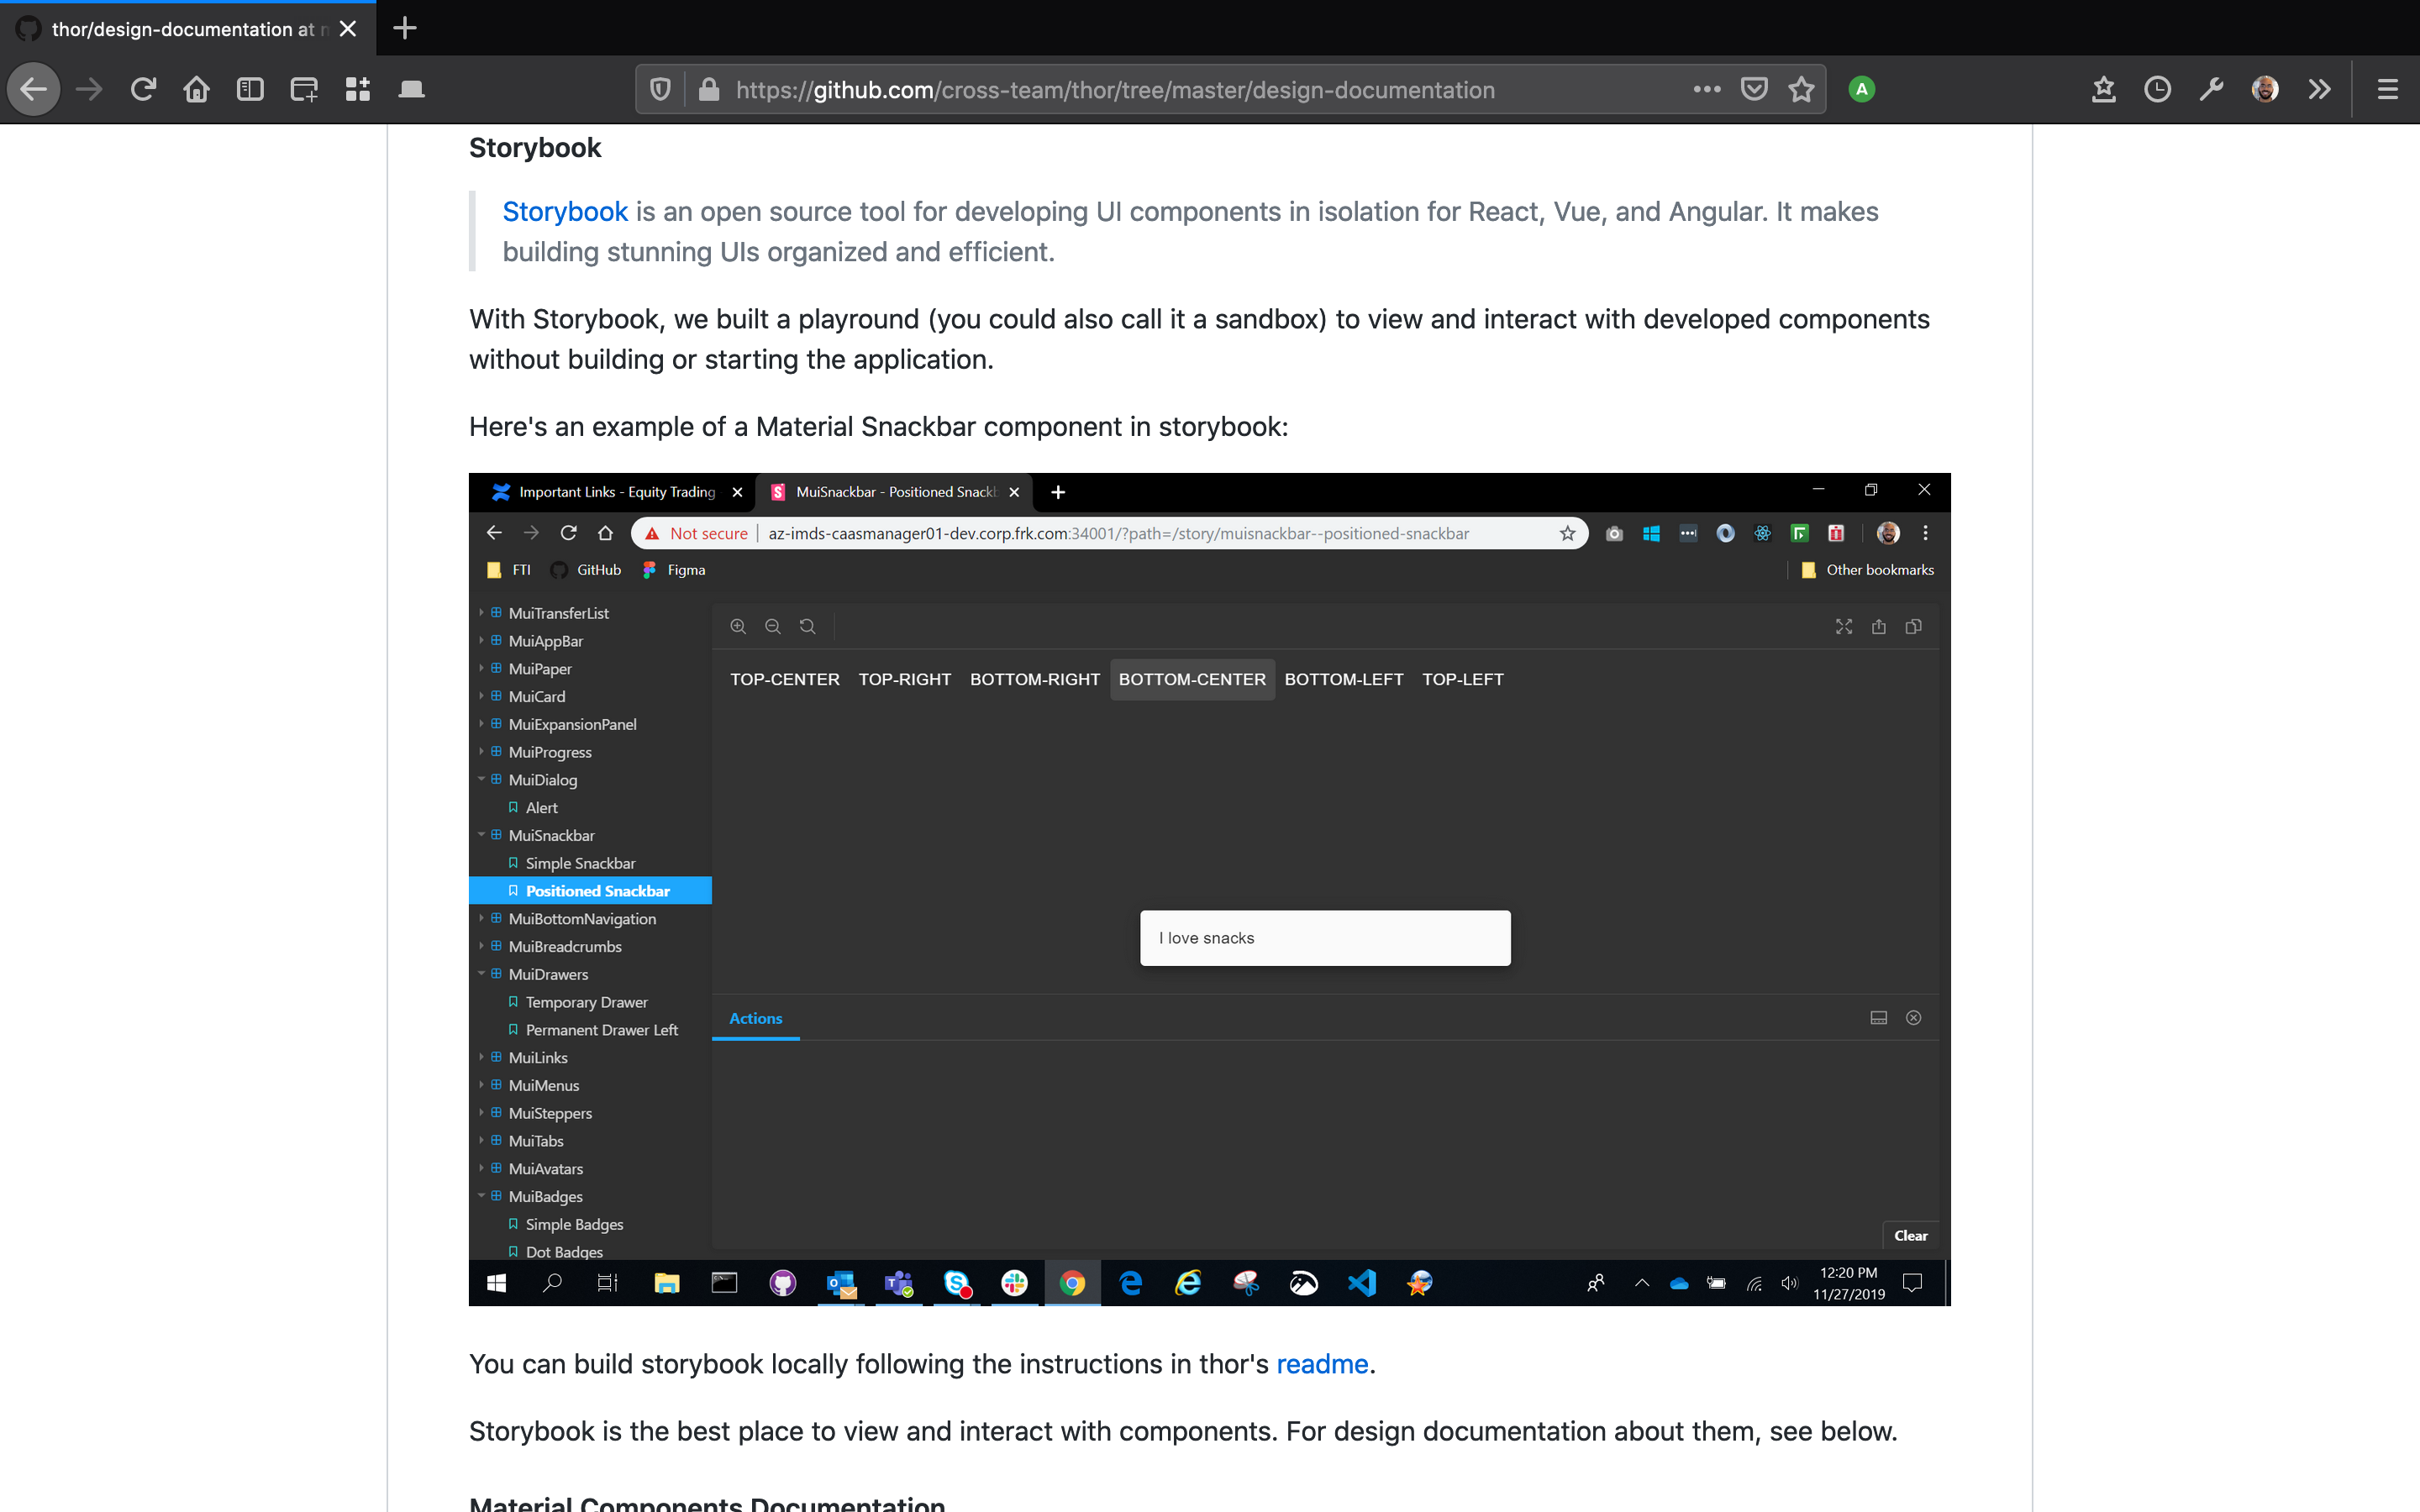 thor/design-documentation at m
https://github.com/cross-team/thor/tree/master/design-documentation
A
Storybook
Storybook is an open source tool for developing UI components in isolation for React, Vue, and Angular. It makes
building stunning UIs organized and efficient.
With Storybook, we built a playround (you could also call it a sandbox) to view and interact with developed components
without building or starting the application.
Here's an example of a Material Snackbar component in storybook:
Important Links - Equity Trading
MuiSnackbar - Positioned Snackb
Not secure | az-imds-caasmanager01-dev.corp.frk.com:34001/?path=/story/muisnackbar--positioned-snackbar
FTI
GitHub
Figma
Other bookmarks
MuiTransferList
MuiAppBar
MuiPaper
MuiCard
MuiExpansionPanel
MuiProgress
MuiDialog
Alert
MuiSnackbar
Simple Snackbar
Positioned Snackbar
MuiBottomNavigation
MuiBreadcrumbs
MuiDrawers
Temporary Drawer
Permanent Drawer Left
MuiLinks
MuiMenus
MuiSteppers
MuiTabs
MuiAvatars
MuiBadges
Simple Badges
Dot Badges
TOP-CENTER TOP-RIGHT BOTTOM-RIGHT BOTTOM-CENTER BOTTOM-LEFT TOP-LEFT
I love snacks
Actions
Clear
12:20 PM
11/27/2019
You can build storybook locally following the instructions in thor's readme.
Storybook is the best place to view and interact with components. For design documentation about them, see below.
Material Components Documentation